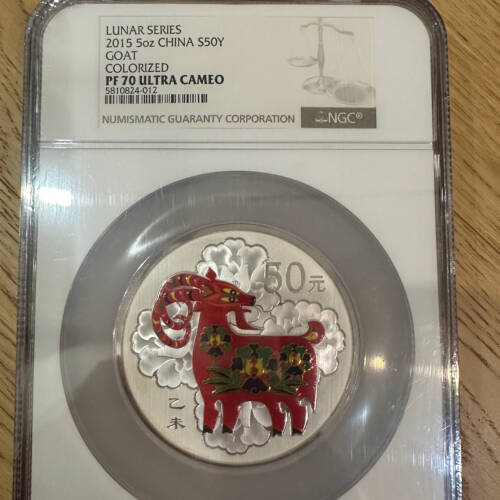 LUNAR SERIES
2015 5oz CHINA S50Y
GOAT
COLORIZED
PF 70 ULTRA CAMEO
5810824-012
NUMISMATIC GUARANTY CORPORATION NGC®
50元
乙未